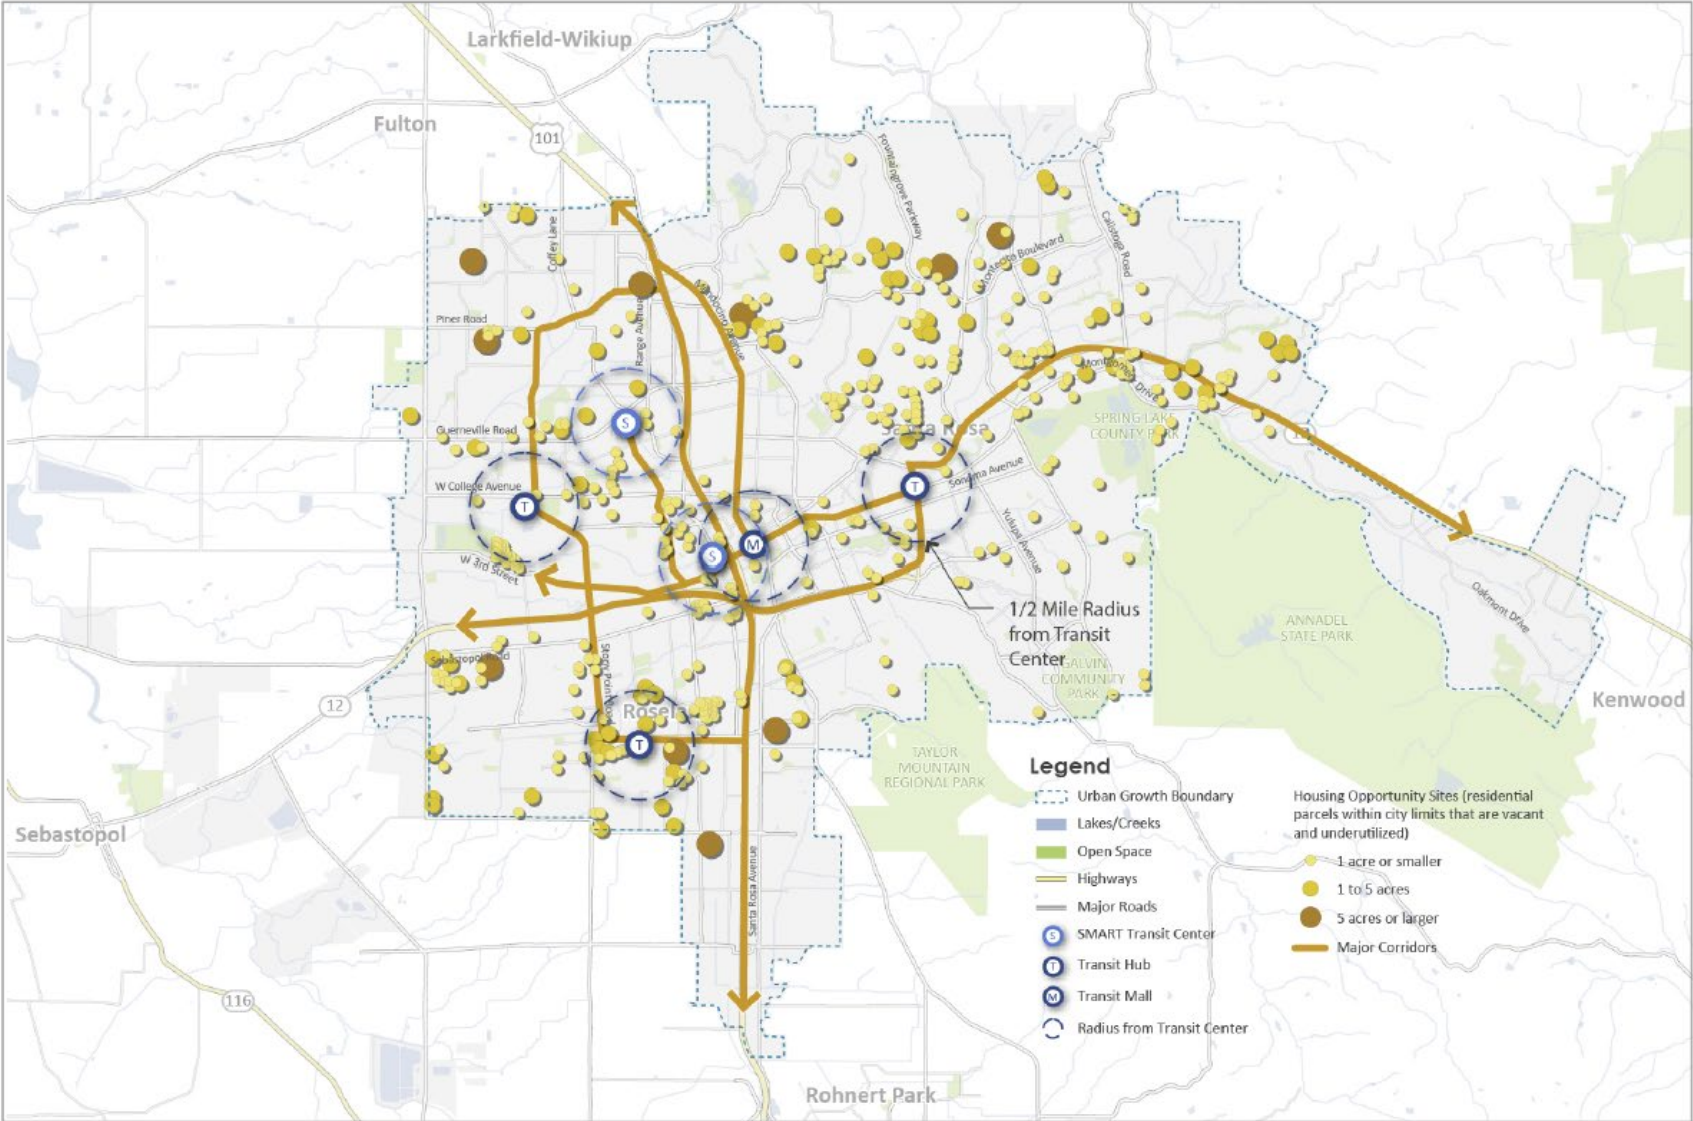 Larkfield-Wikiup
Fulton
101
Fountaingrove Parkway
Calistoga Road
Coffey Lane
Montecito Boulevard
Mendocino Avenue
Piner Road
Range Avenue
Montgomery Drive
SPRING LAKE
COUNTY PARK
Guerneville Road
Santa Rosa
12
S
W College Avenue
Sonoma Avenue
T
T
Yulupa Avenue
M
S
W 3rd Street
Oakmont Drive
1/2 Mile Radius
from Transit
Center
ANNADEL
STATE PARK
Sebastopol Road
Stony Point Road
GALVIN
COMMUNITY
PARK
Kenwood
12
Rosel
T
TAYLOR
MOUNTAIN
REGIONAL PARK
Sebastopol
Santa Rosa Avenue
116
Rohnert Park
Legend
Urban Growth Boundary
Lakes/Creeks
Open Space
Highways
Major Roads
S SMART Transit Center
T Transit Hub
M Transit Mall
Radius from Transit Center
Housing Opportunity Sites (residential
parcels within city limits that are vacant
and underutilized)
1 acre or smaller
1 to 5 acres
5 acres or larger
Major Corridors